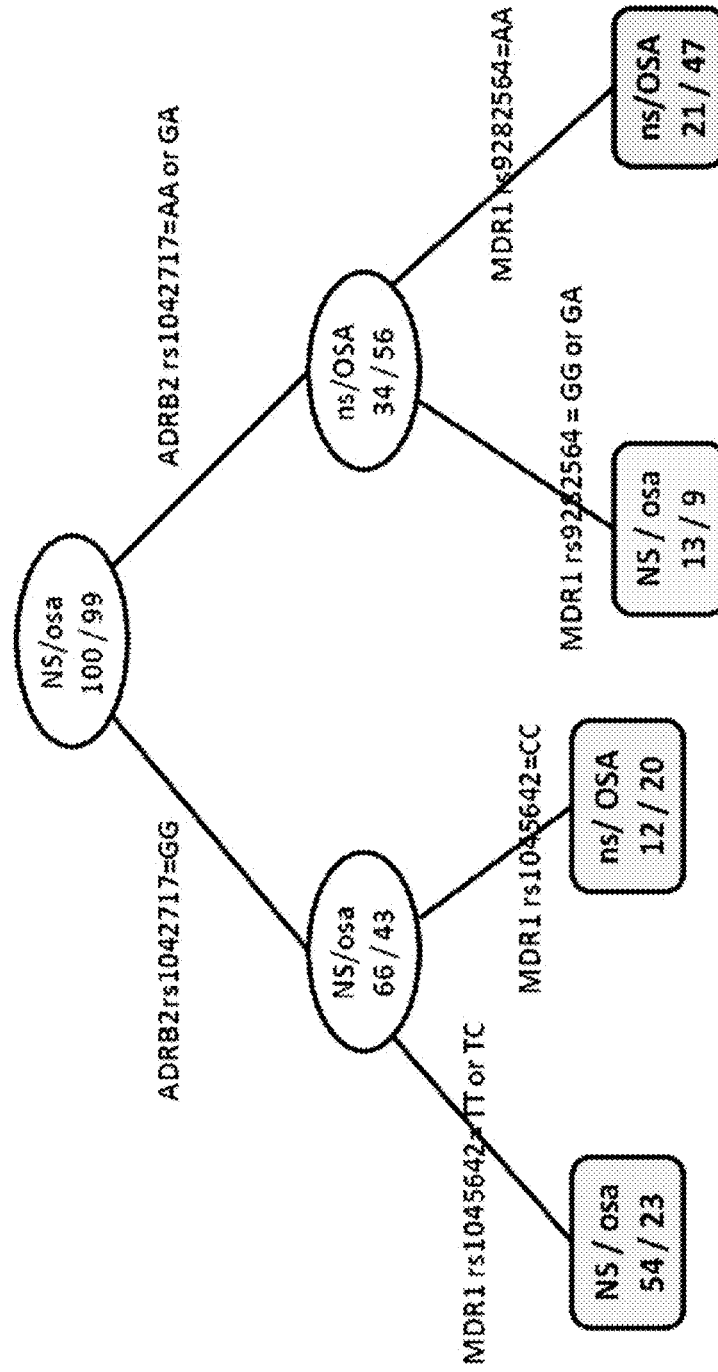 NS/osa
100 / 99
ADRB2rs1042717=GG
ADRB2 rs1042717=AA or GA
NS/osa
66 / 43
ns/OSA
34 / 56
MDR1 rs1045642=TT or TC
MDR1 rs1045642=CC
MDR1 rs9282564 = GG or GA
MDR1 rs9282564=AA
NS / osa
54 / 23
ns/ OSA
12 / 20
NS / osa
13 / 9
ns/OSA
21 / 47